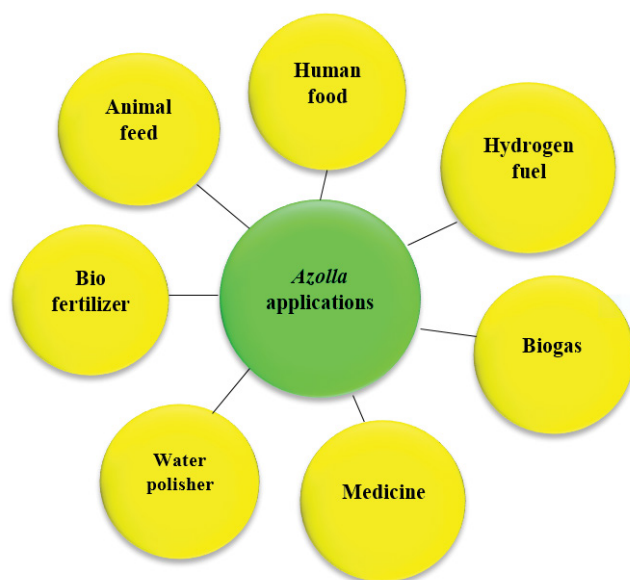 Human
food
Animal
feed
Hydrogen
fuel
Azolla
applications
Bio
fertilizer
Biogas
Water
polisher
Medicine